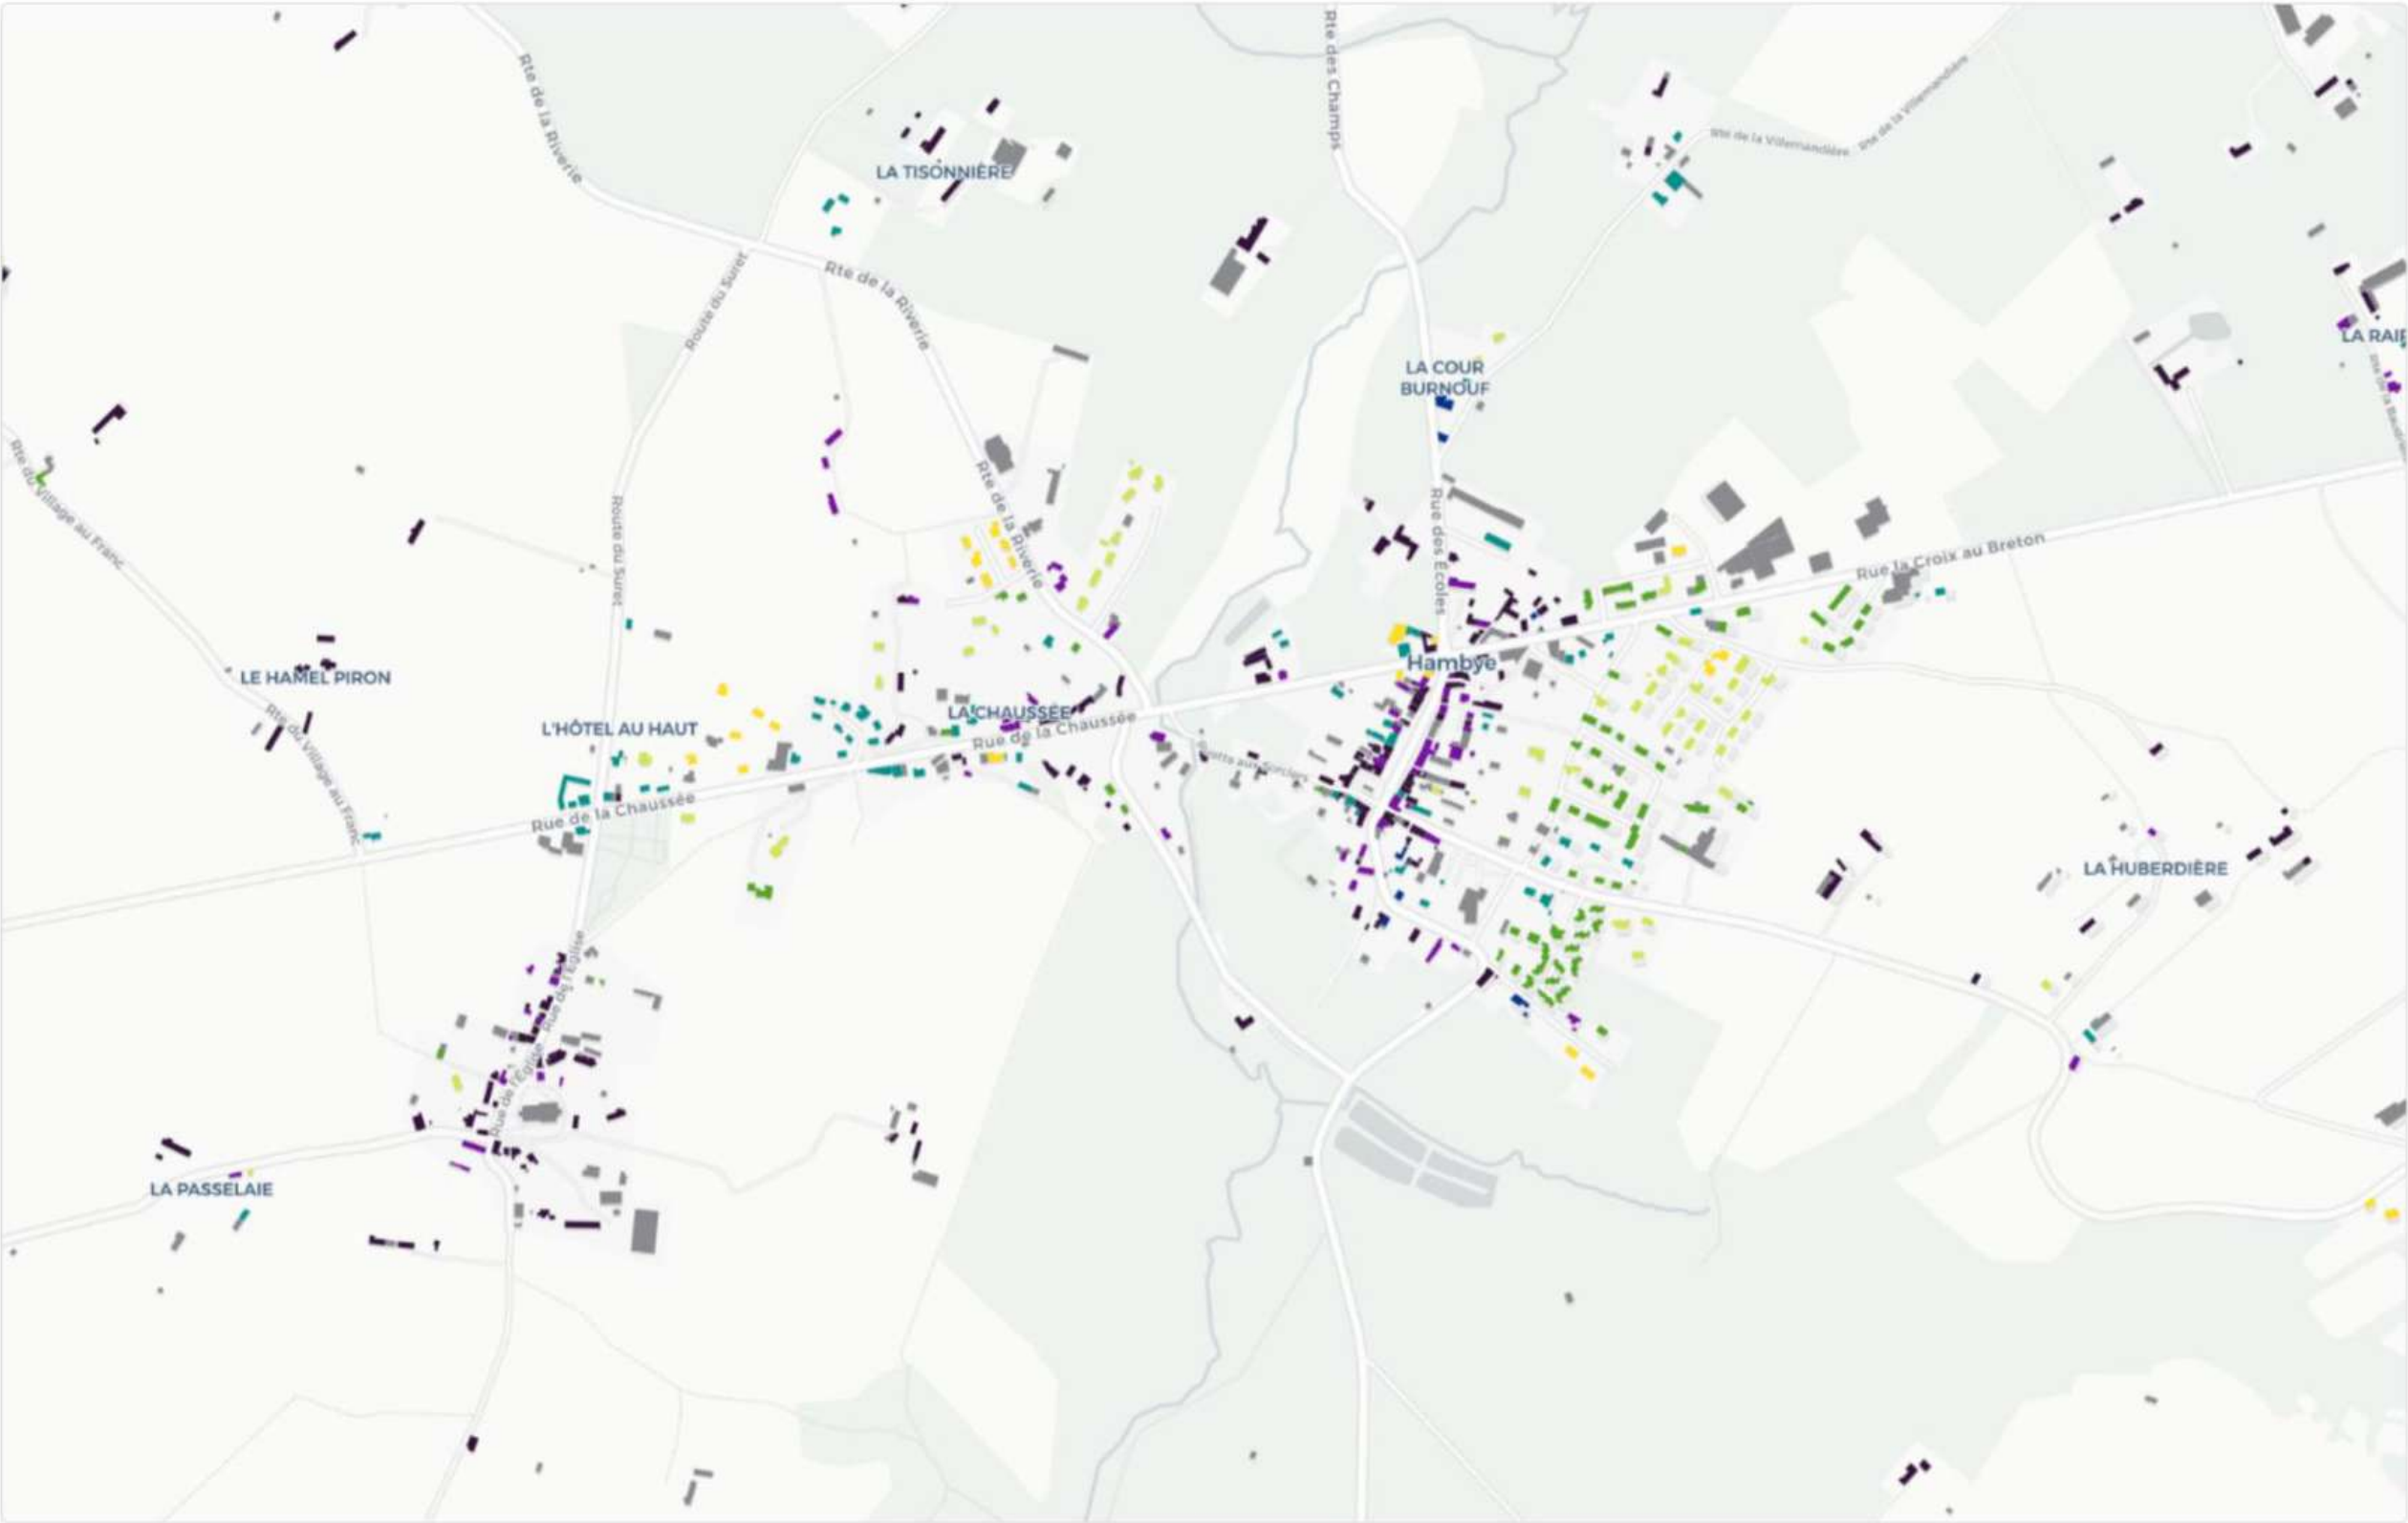 Rte de la Riverie
Rte des Champs
Rte de la Villemandière
Rte de la Villemandière
LA TISONNIÈRE
Rte de la Riverie
Route du Suret
LA COUR
BURNOUF
LA RAIE
Rte du Village au Franc
Route du Suret
Rte de la Riverie
Rue des Ecoles
Rue la Croix au Breton
LE HAMEL PIRON
Hambye
L'HÔTEL AU HAUT
LA CHAUSSÉE
Rue de la Chaussée
Rte du Village au Franc
aux Sorciers
Rue de la Chaussée
LA HUBERDIÈRE
Rue de l'Église
Rue de l'Église
LA PASSELAIE